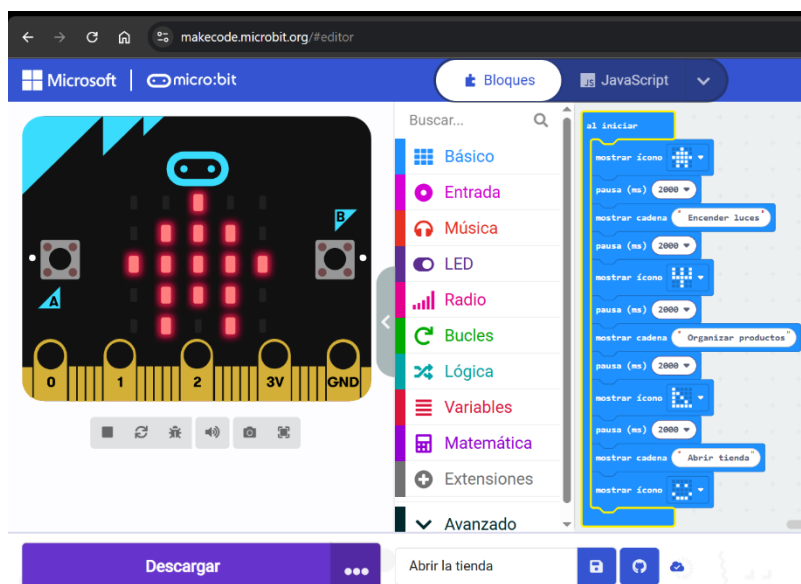 makecode.microbit.org/#editor
Microsoft
micro:bit
Bloques
JS JavaScript
Buscar...
Básico
Entrada
Música
LED
Radio
Bucles
Lógica
Variables
Matemática
Extensiones
Avanzado
B
A
0 1 2 3V GND
al iniciar
mostrar ícono
pausa (ms) 2000
mostrar cadena " Encender luces "
pausa (ms) 2000
mostrar ícono
pausa (ms) 2000
mostrar cadena " Organizar productos "
pausa (ms) 2000
mostrar ícono
pausa (ms) 2000
mostrar cadena " Abrir tienda "
mostrar ícono
Descargar
Abrir la tienda